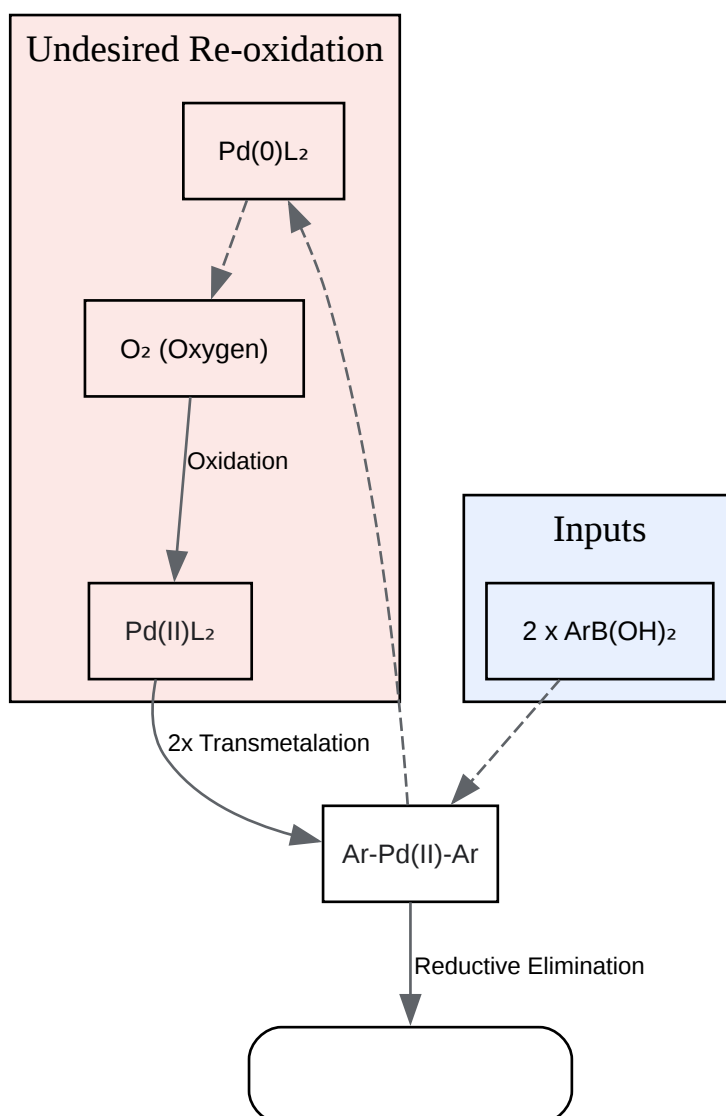 Undesired Re-oxidation
Pd(0)L₂
O₂ (Oxygen)
Oxidation
Inputs
Pd(II)L₂
2 x ArB(OH)₂
2x Transmetalation
Ar-Pd(II)-Ar
Reductive Elimination